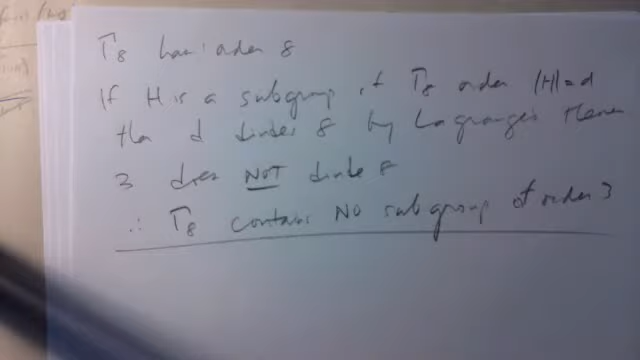 T8 has order 8
If H is a subgroup of T8 order |H|=d
then d divides 8 by Lagrange's Theorem
3 does NOT divide 8
∴ T8 contains NO subgroup of order 3